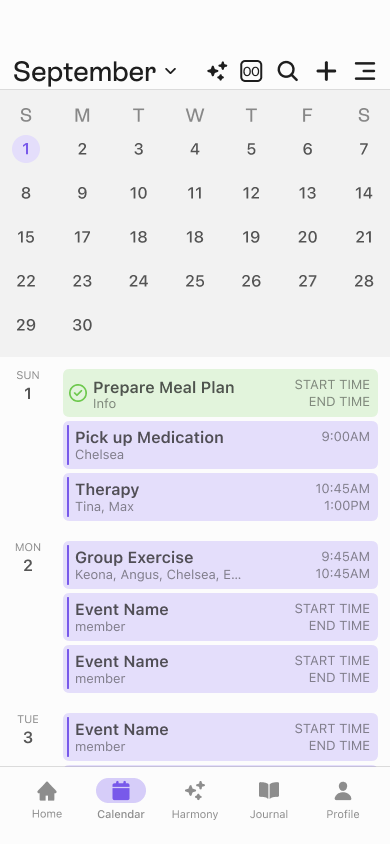 September
00
S M T W T F S
1 2 3 4 5 6 7
8 9 10 11 12 13 14
15 17 18 18 19 20 21
22 23 24 25 26 27 28
29 30
SUN
1
Prepare Meal Plan
Info
START TIME
END TIME
Pick up Medication
Chelsea
9:00AM
Therapy
Tina, Max
10:45AM
1:00PM
MON
2
Group Exercise
Keona, Angus, Chelsea, E...
9:45AM
10:45AM
Event Name
member
START TIME
END TIME
Event Name
member
START TIME
END TIME
TUE
3
Event Name
member
START TIME
END TIME
Home Calendar Harmony Journal Profile